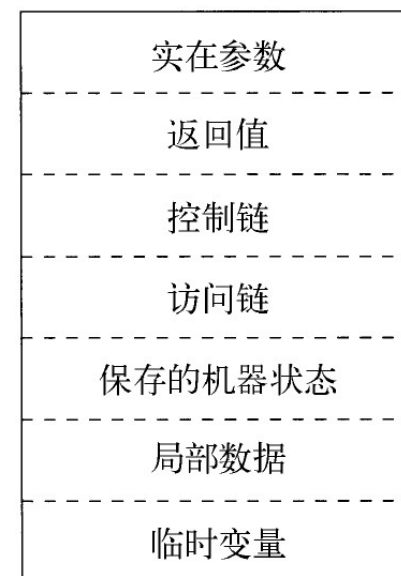 实在参数
返回值
控制链
访问链
保存的机器状态
局部数据
临时变量